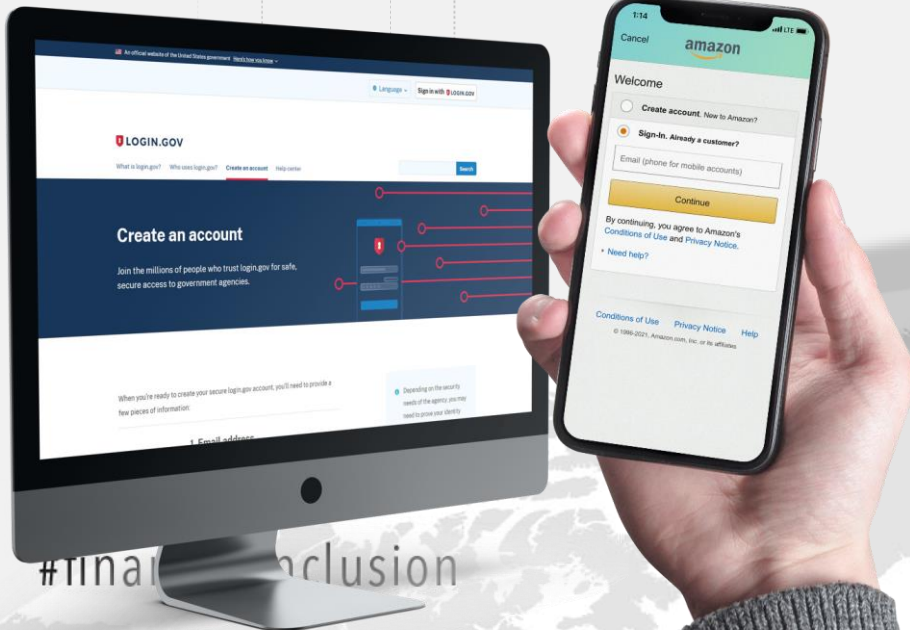 An official website of the United States government Here's how you know
Language
Sign in with LOGIN.GOV
LOGIN.GOV
What is login.gov? Who uses login.gov? Create an account Help center
Search
Create an account
Join the millions of people who trust login.gov for safe,
secure access to government agencies.
When you're ready to create your secure login.gov account, you'll need to provide a
few pieces of information:
1. Email address
Depending on the security
needs of the agency, you may
need to prove your identity
1:14
LTE
Cancel
amazon
Welcome
Create account. New to Amazon?
Sign-In. Already a customer?
Email (phone for mobile accounts)
Continue
By continuing, you agree to Amazon's
Conditions of Use and Privacy Notice.
Need help?
Conditions of Use Privacy Notice Help
© 1996-2021, Amazon.com, Inc. or its affiliates